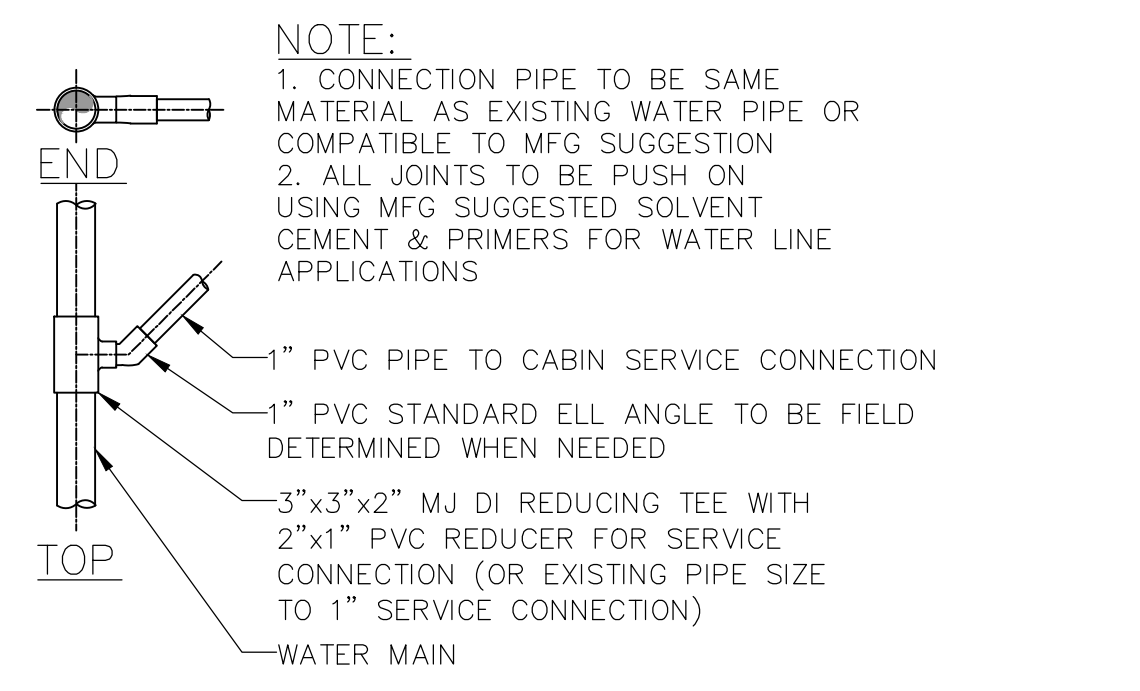 NOTE:
1. CONNECTION PIPE TO BE SAME
MATERIAL AS EXISTING WATER PIPE OR
COMPATIBLE TO MFG SUGGESTION
2. ALL JOINTS TO BE PUSH ON
USING MFG SUGGESTED SOLVENT
CEMENT & PRIMERS FOR WATER LINE
APPLICATIONS
END
1" PVC PIPE TO CABIN SERVICE CONNECTION
1" PVC STANDARD ELL ANGLE TO BE FIELD
DETERMINED WHEN NEEDED
3"x3"x2" MJ DI REDUCING TEE WITH
2"x1" PVC REDUCER FOR SERVICE
CONNECTION (OR EXISTING PIPE SIZE
TO 1" SERVICE CONNECTION)
TOP
WATER MAIN